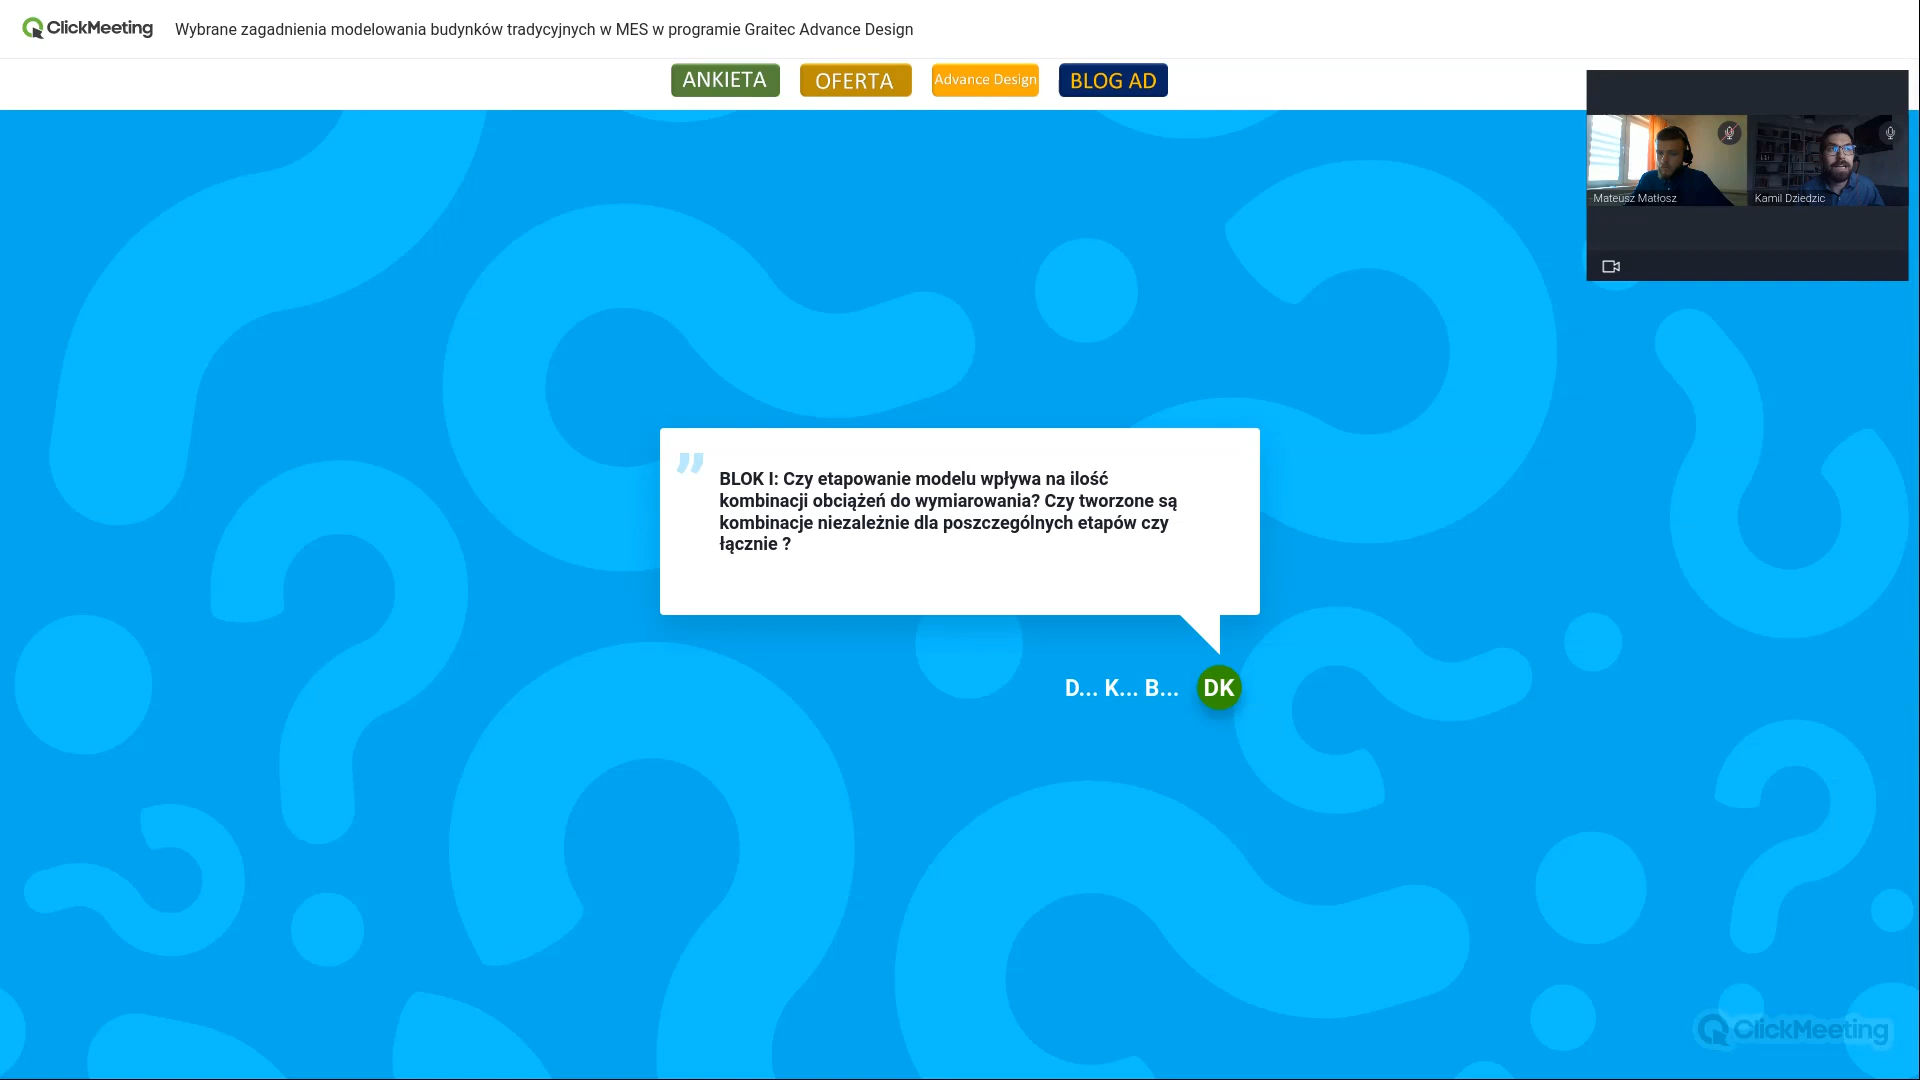 ClickMeeting Wybrane zagadnienia modelowania budynków tradycyjnych w MES w programie Graitec Advance Design
ANKIETA OFERTA Advance Design BLOG AD
Mateusz Matłosz Kamil Dziedzic
” BLOK I: Czy etapowanie modelu wpływa na ilość
kombinacji obciążeń do wymiarowania? Czy tworzone są
kombinacje niezależnie dla poszczególnych etapów czy
łącznie ?
D... K... B... DK
ClickMeeting